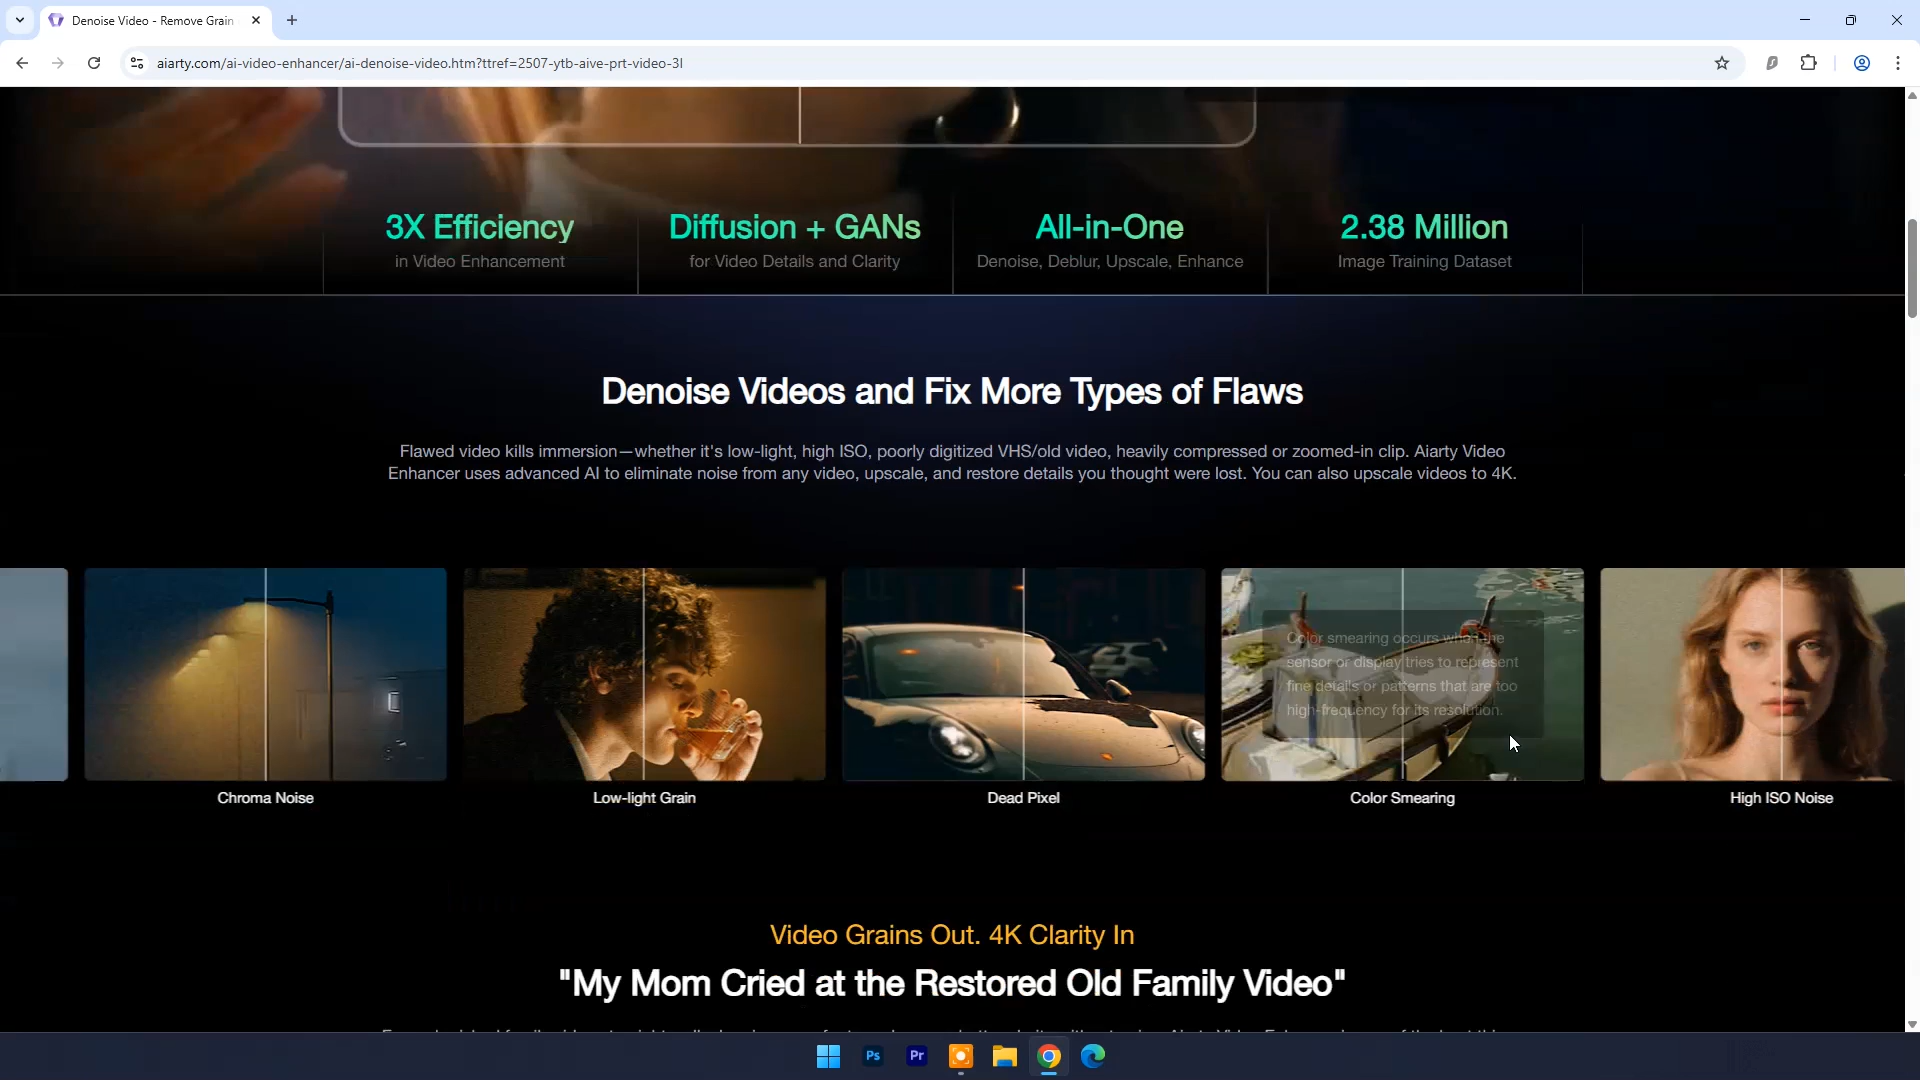 Denoise Video - Remove Grain
aiarty.com/ai-video-enhancer/ai-denoise-video.htm?ttref=2507-ytb-aive-prt-video-3l
3X Efficiency
in Video Enhancement
Diffusion + GANs
for Video Details and Clarity
All-in-One
Denoise, Deblur, Upscale, Enhance
2.38 Million
Image Training Dataset
Denoise Videos and Fix More Types of Flaws
Flawed video kills immersion—whether it's low-light, high ISO, poorly digitized VHS/old video, heavily compressed or zoomed-in clip. Aiarty Video
Enhancer uses advanced AI to eliminate noise from any video, upscale, and restore details you thought were lost. You can also upscale videos to 4K.
Color smearing occurs when the
sensor or display tries to represent
fine details or patterns that are too
high-frequency for its resolution.
Chroma Noise
Low-light Grain
Dead Pixel
Color Smearing
High ISO Noise
Video Grains Out. 4K Clarity In
"My Mom Cried at the Restored Old Family Video"
Ps
Pr